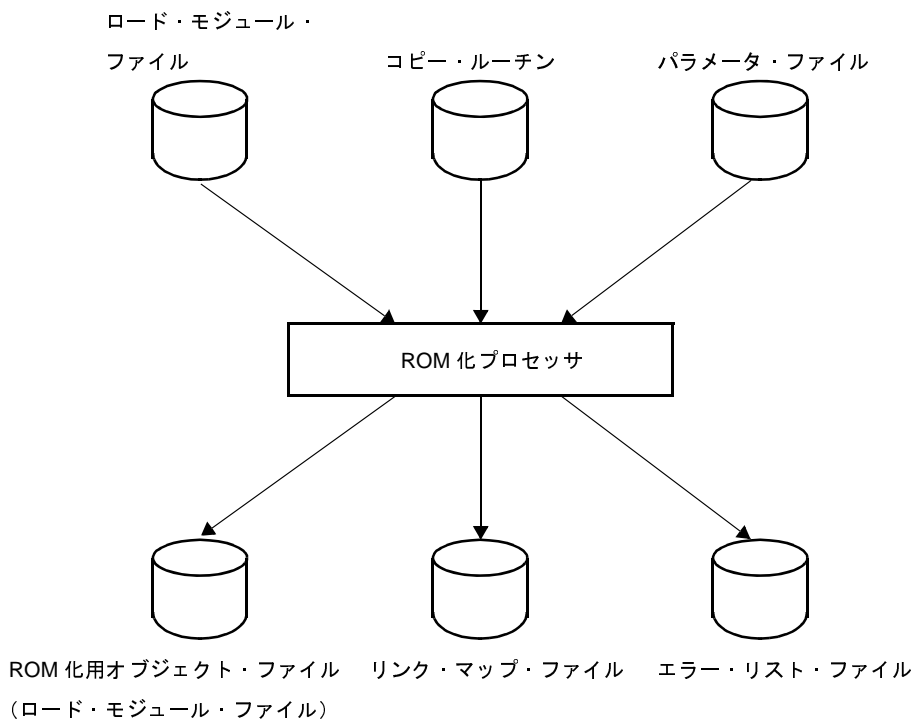 ロード・モジュール・
ファイル
コピー・ルーチン
パラメータ・ファイル
ROM 化プロセッサ
ROM 化用オブジェクト・ファイル
(ロード・モジュール・ファイル)
リンク・マップ・ファイル
エラー・リスト・ファイル